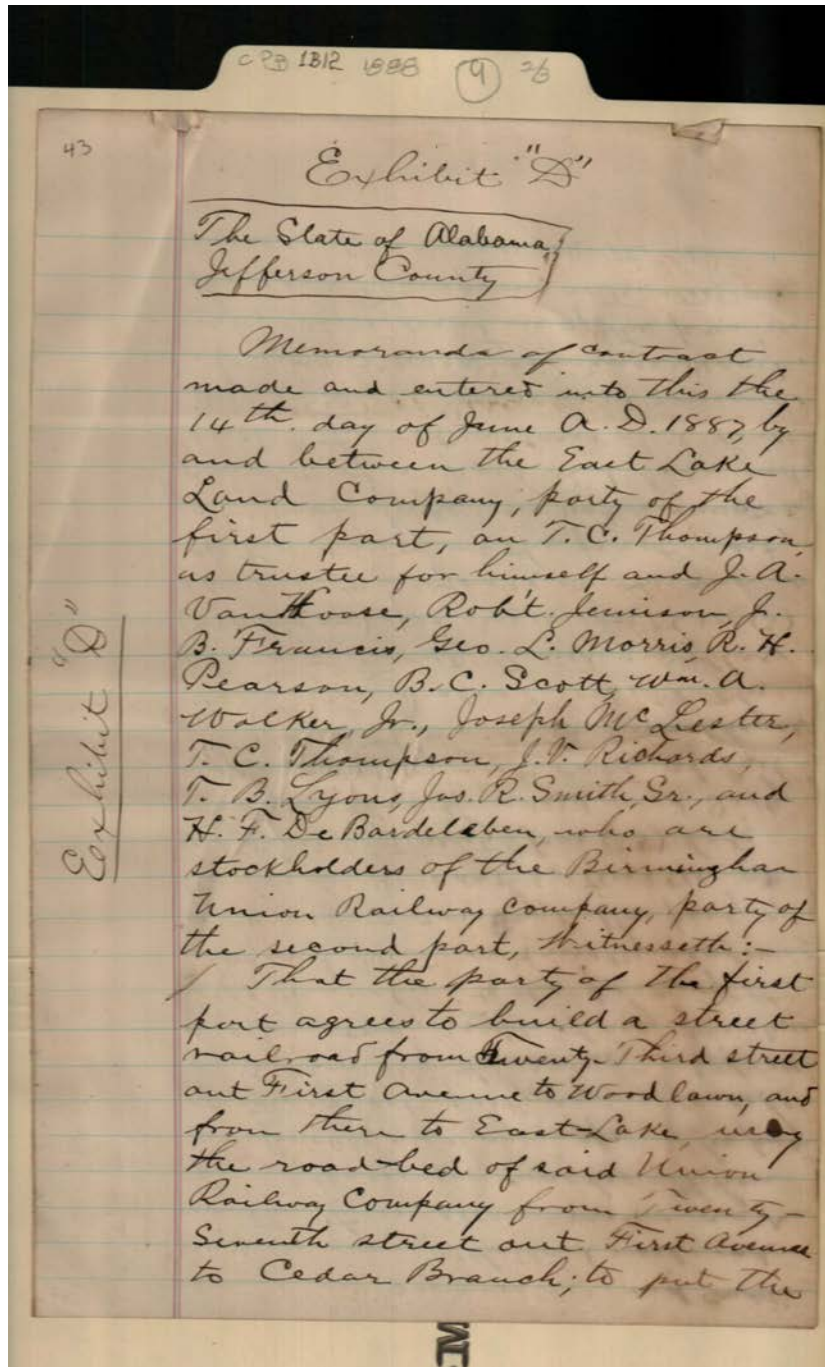 CPB 1B12 1888 9 2/3
43
Exhibit "D"
The State of Alabama
Jefferson County
Memoranda of contract
made and entered into this the
14th. day of June A. D. 1887, by
and between the East Lake
Land Company, party of the
first part, an T. C. Thompson,
as trustee for himself and J. A.
VanHoose, Rob't. Jemison, J.
B. Francis, Geo. L. Morris, R. H.
Pearson, B. C. Scott, Wm. A.
Walker, Jr., Joseph McLester,
T. C. Thompson, J. V. Richards,
T. B. Lyons, Jos. R. Smith, Sr., and
H. F. De Bardeleben, who are
stockholders of the Birmingham
Union Railway Company, party of
the second part, Witnesseth:-
That the party of the first
part agrees to build a street
railroad from Twenty-Third street
out First Avenue to Woodlawn, and
from there to East-Lake, using
the road-bed of said Union
Railway Company from Twenty-
Seventh street out First Avenue
to Cedar Branch; to put the
Exhibit "D"